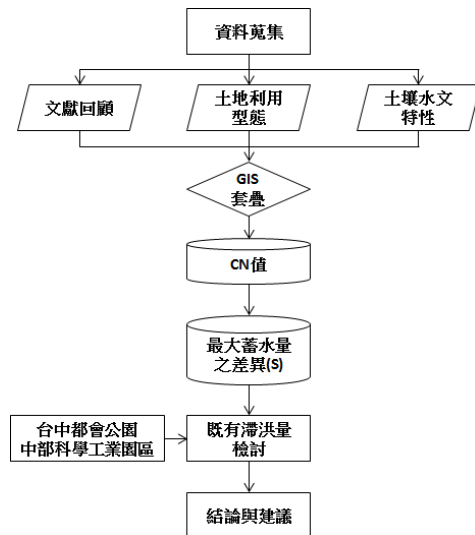 資料蒐集
文獻回顧
土地利用
型態
土壤水文
特性
GIS
套疊
CN值
最大蓄水量
之差異(S)
台中都會公園
中部科學工業園區
既有滯洪量
檢討
結論與建議